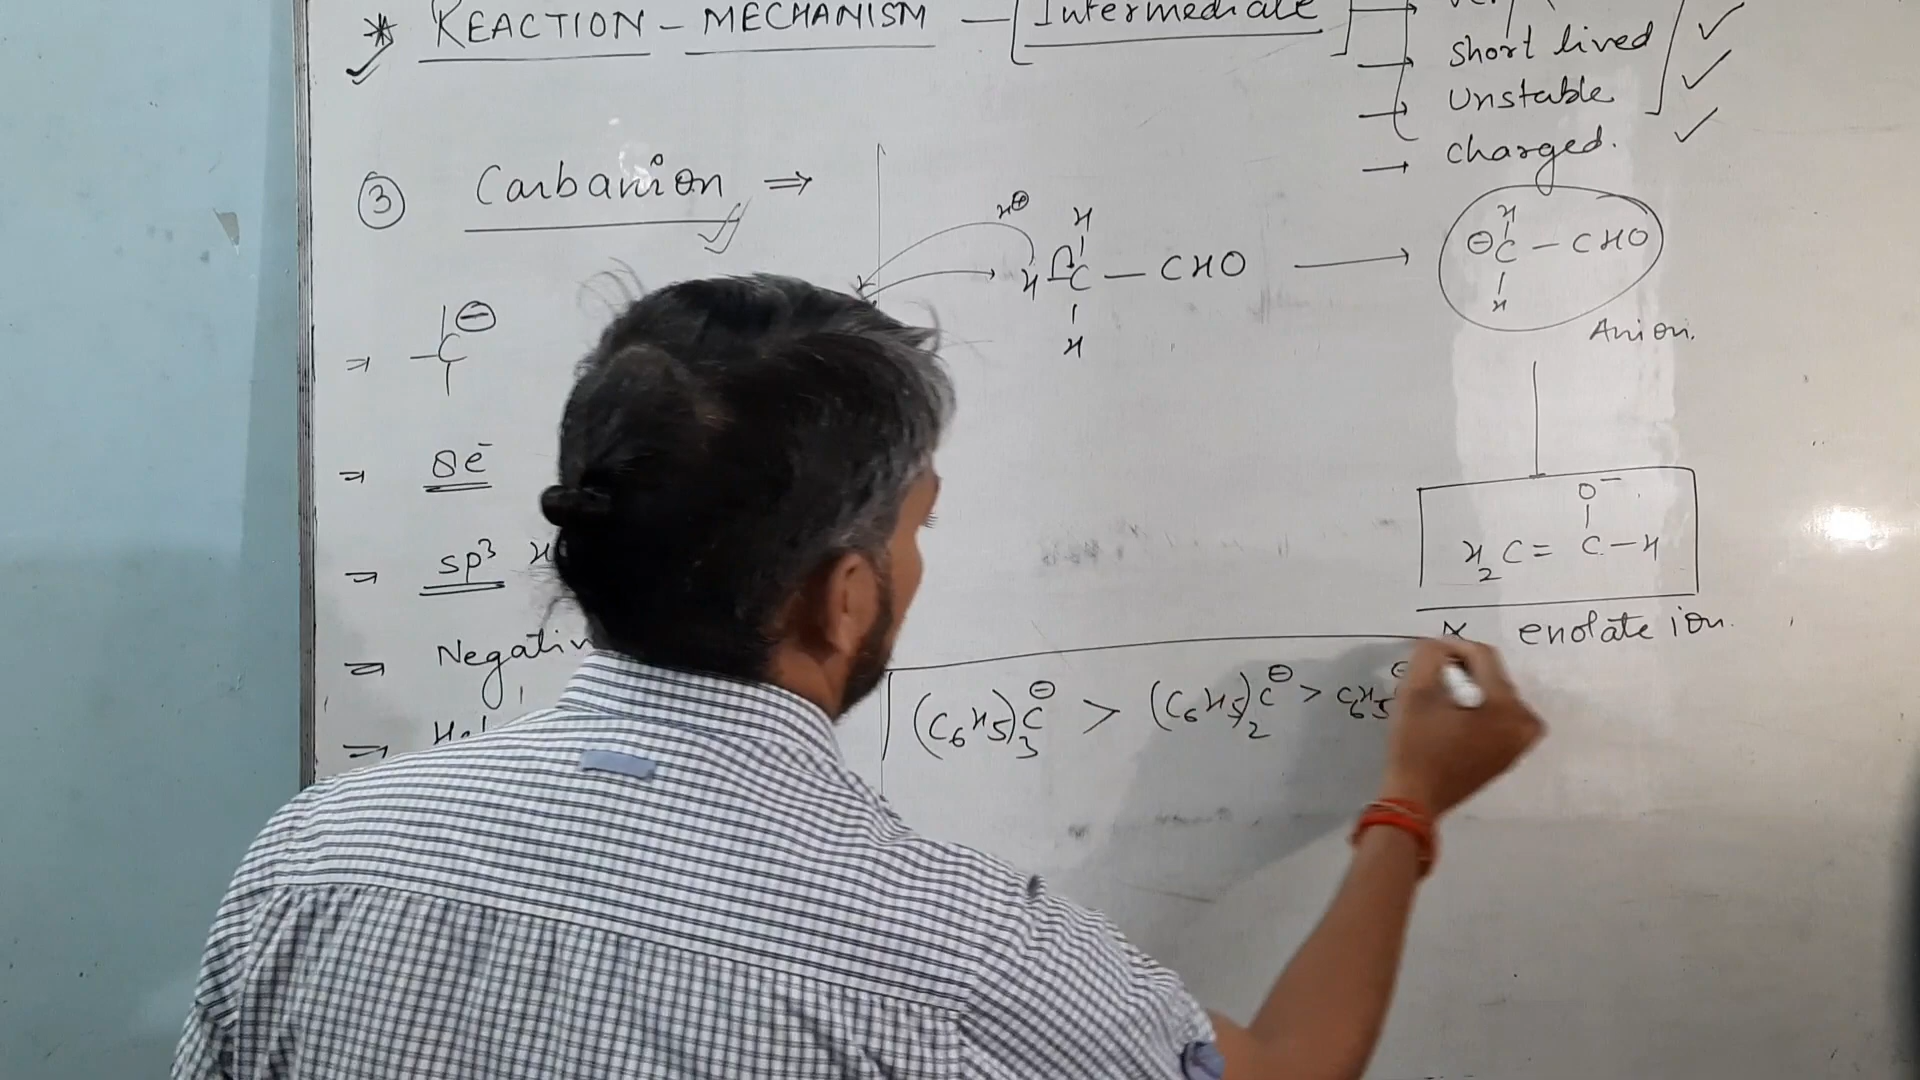 * REACTION - MECHANISM - [Intermediate]
→ short lived ✓
→ Unstable ✓
→ charged. ✓
③ Carbanion ⇒
H⊕
H
H C — CHO →
H
H
⊖C — CHO
H
Anion.
⇒ — C ⊖
⇒ 8e⁻
⇒ sp³
O⁻
H₂C = C — H
enolate ion.
⇒
(C₆H₅)₃C⊖ > (C₆H₅)₂C⊖ > C₆H₅
⇒